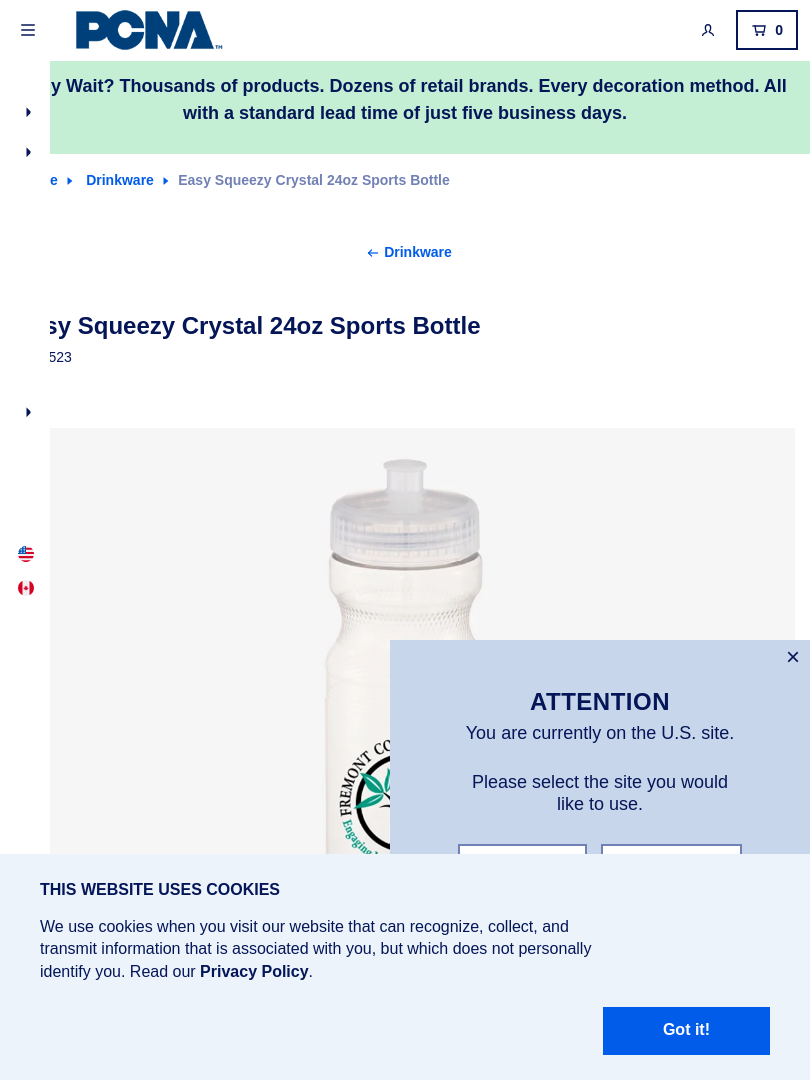 PCNA™
0
y Wait? Thousands of products. Dozens of retail brands. Every decoration method. All
with a standard lead time of just five business days.
e Drinkware Easy Squeezy Crystal 24oz Sports Bottle
← Drinkware
sy Squeezy Crystal 24oz Sports Bottle
523
ATTENTION
You are currently on the U.S. site.
Please select the site you would
like to use.
FREMONT
Engaging
THIS WEBSITE USES COOKIES
We use cookies when you visit our website that can recognize, collect, and
transmit information that is associated with you, but which does not personally
identify you. Read our Privacy Policy.
Got it!